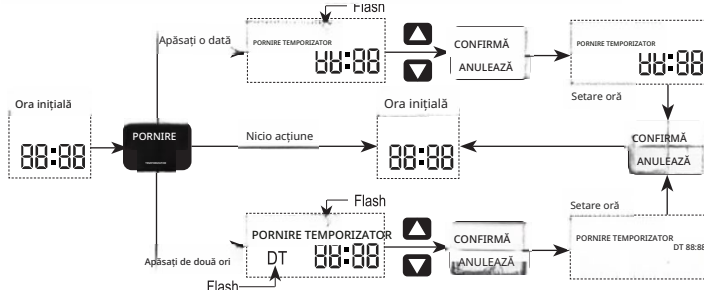 Flash
Apăsați o dată
PORNIRE TEMPORIZATOR
88:88
CONFIRMĂ
ANULEAZĂ
PORNIRE TEMPORIZATOR
88:88
Setare oră
Ora inițială
88:88
PORNIRE
Nicio acțiune
Ora inițială
88:88
CONFIRMĂ
ANULEAZĂ
Flash
Setare oră
Apăsați de două ori
PORNIRE TEMPORIZATOR
DT 88:88
CONFIRMĂ
ANULEAZĂ
PORNIRE TEMPORIZATOR
DT 88:88
Flash